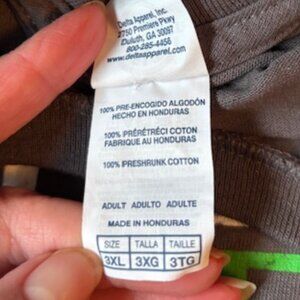 Delta Apparel, Inc.
2750 Premiere Pkwy
Duluth, GA 30097
800-285-4456
www.deltaapparel.com
100% PRE-ENCOGIDO ALGODÓN
HECHO EN HONDURAS
100% PRÉRÉTRÉCI COTON
FABRIQUE AU HONDURAS
100% PRESHRUNK COTTON
ADULT ADULTO ADULTE
MADE IN HONDURAS
SIZE TALLA TAILLE
3XL 3XG 3TG